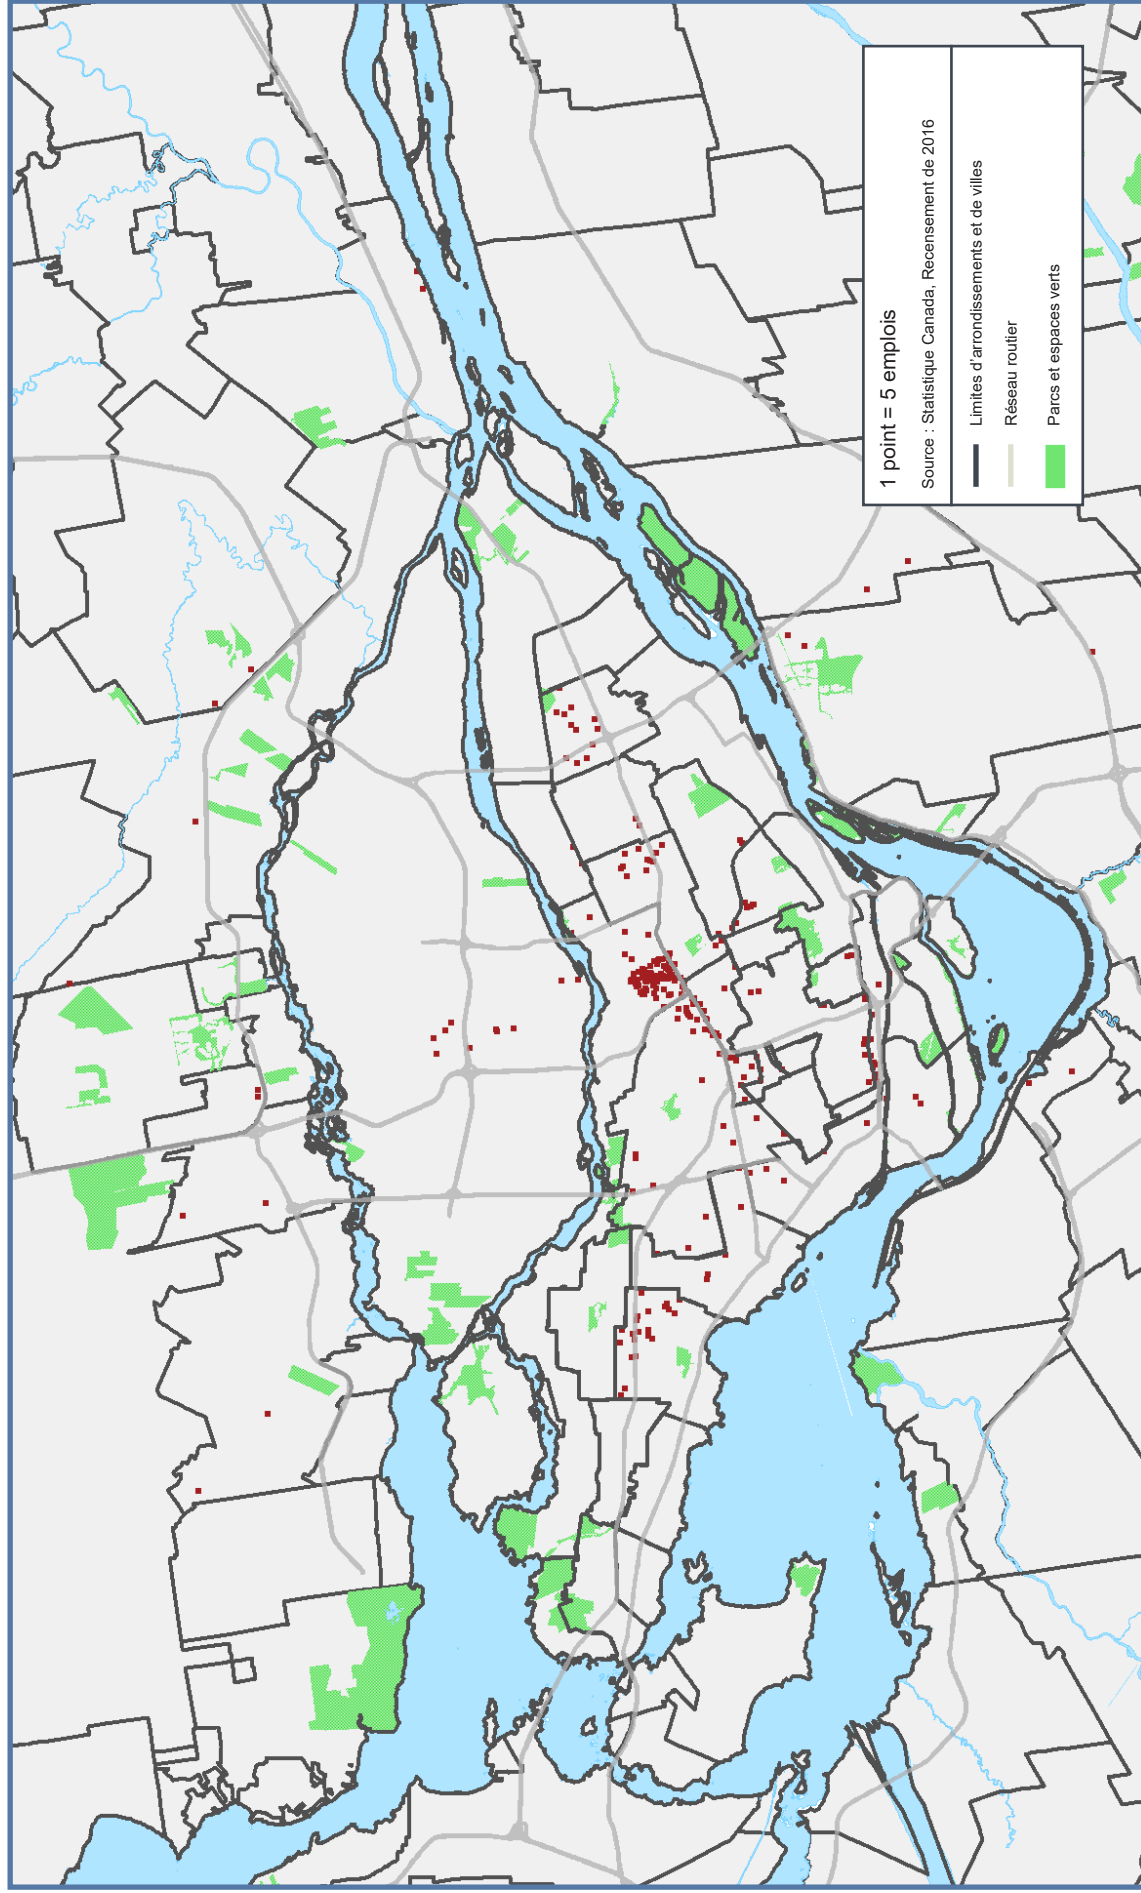 1 point = 5 emplois
Source : Statistique Canada, Recensement de 2016
Limites d'arrondissements et de villes
Réseau routier
Parcs et espaces verts